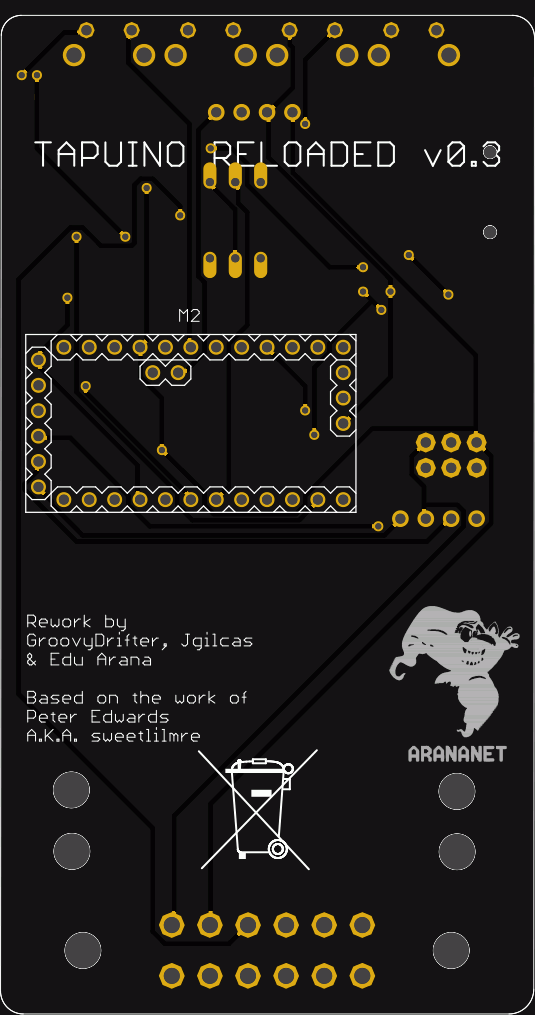 TAPUINO RELOADED v0.3
M2
Rework by
GroovyDrifter, Jgilcas
& Edu Arana
Based on the work of
Peter Edwards
A.K.A. sweetlilmre
ARANANET